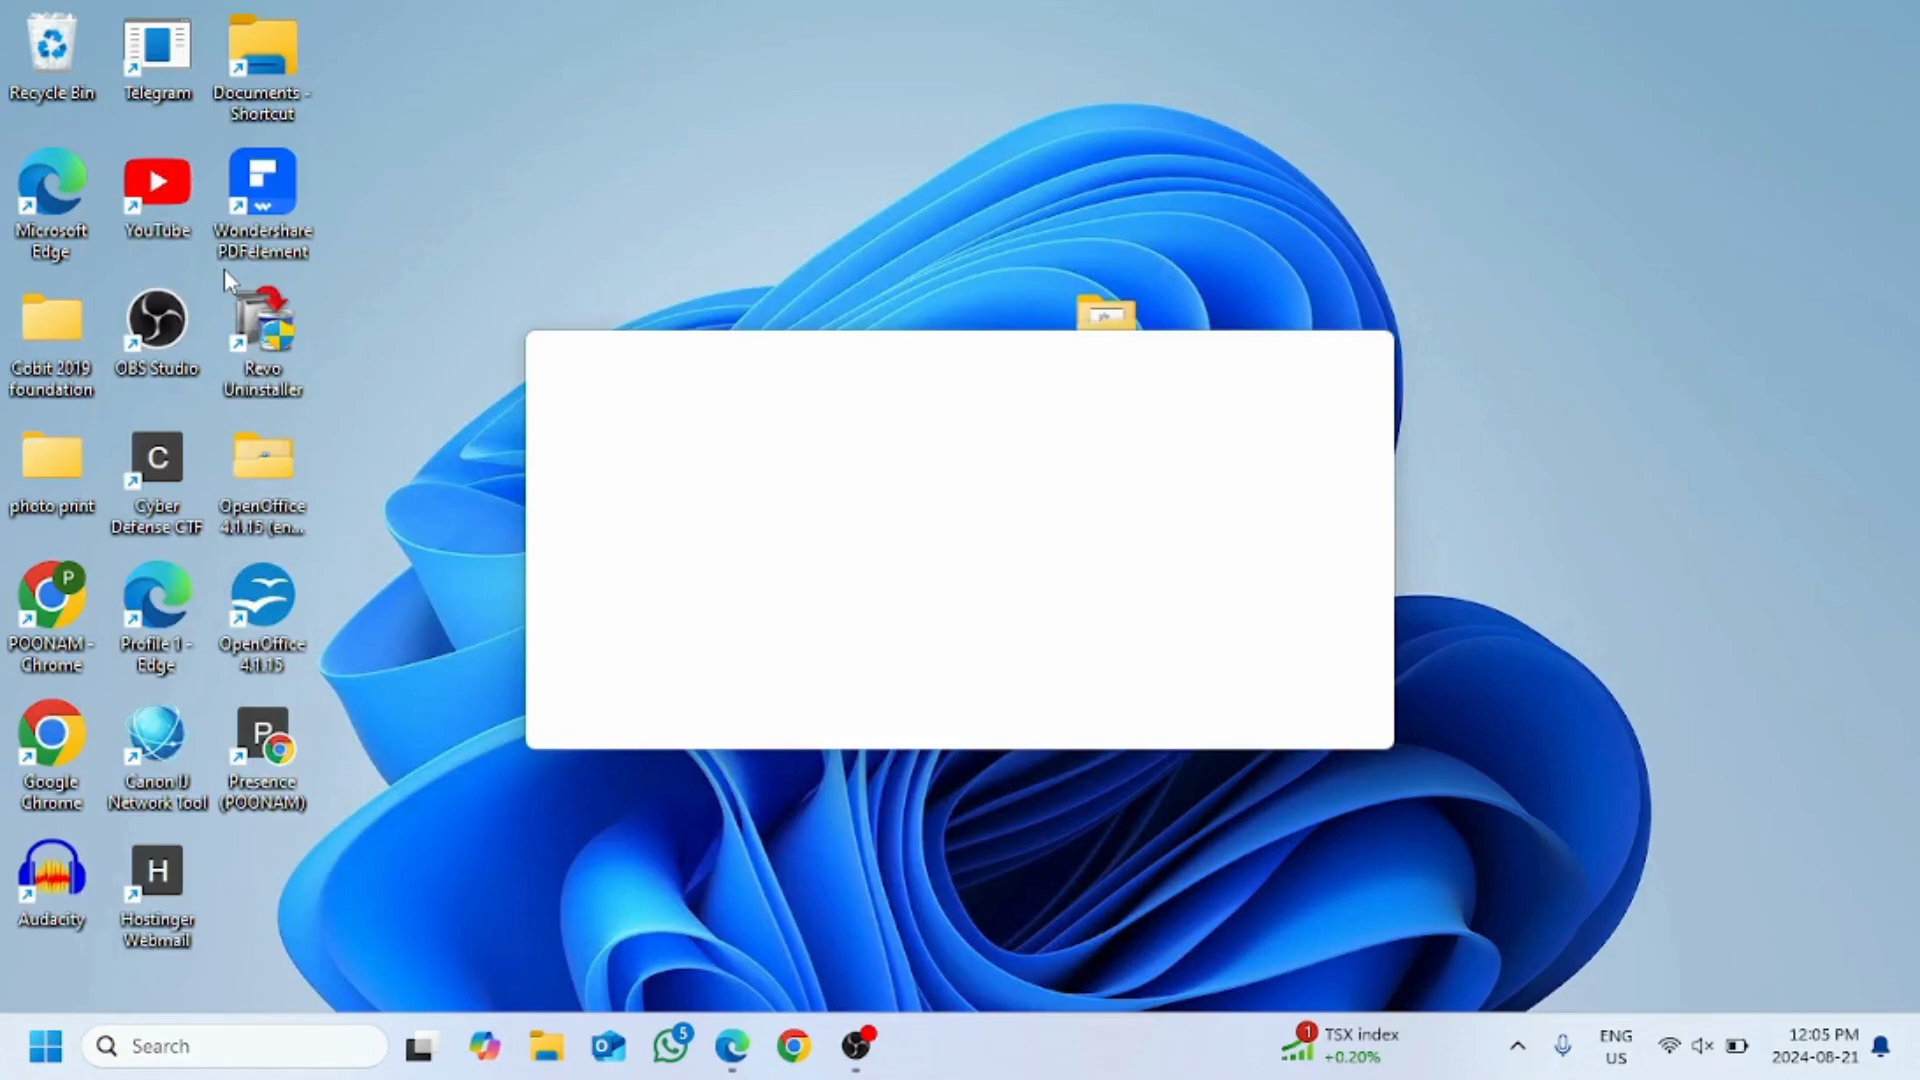 Recycle Bin
Telegram
Documents -
Shortcut
Microsoft
Edge
YouTube
Wondershare
PDFelement
Cobit 2019
foundation
OBS Studio
Revo
Uninstaller
photo print
C
Cyber
Defense CTF
OpenOffice
4.1.15 (en...
P
POONAM -
Chrome
Profile 1 -
Edge
OpenOffice
4.1.15
Google
Chrome
Canon IJ
Network Tool
P
Presence
(POONAM)
Audacity
H
Hostinger
Webmail
Search
5
1
TSX index
+0.20%
ENG
US
12:05 PM
2024-08-21